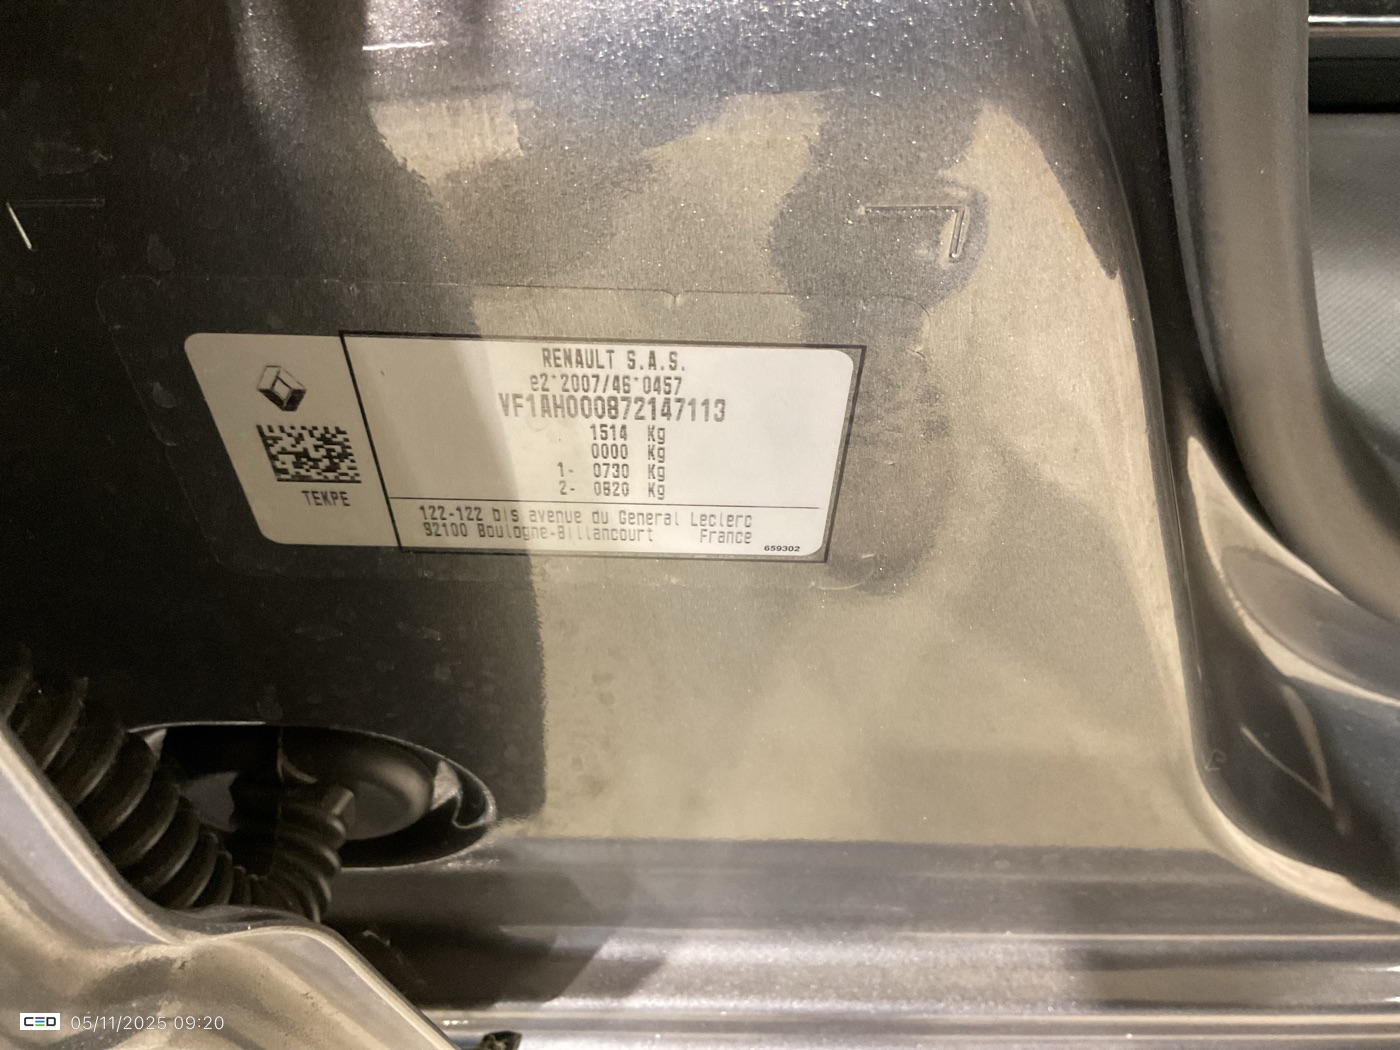 RENAULT S.A.S.
e2*2007/46*0457
VF1AH000872147113
1514 Kg
0000 Kg
1- 0730 Kg
2- 0820 Kg
TEKPE
122-122 bis avenue du General Leclerc
92100 Boulogne-Billancourt France
659302
CED 05/11/2025 09:20